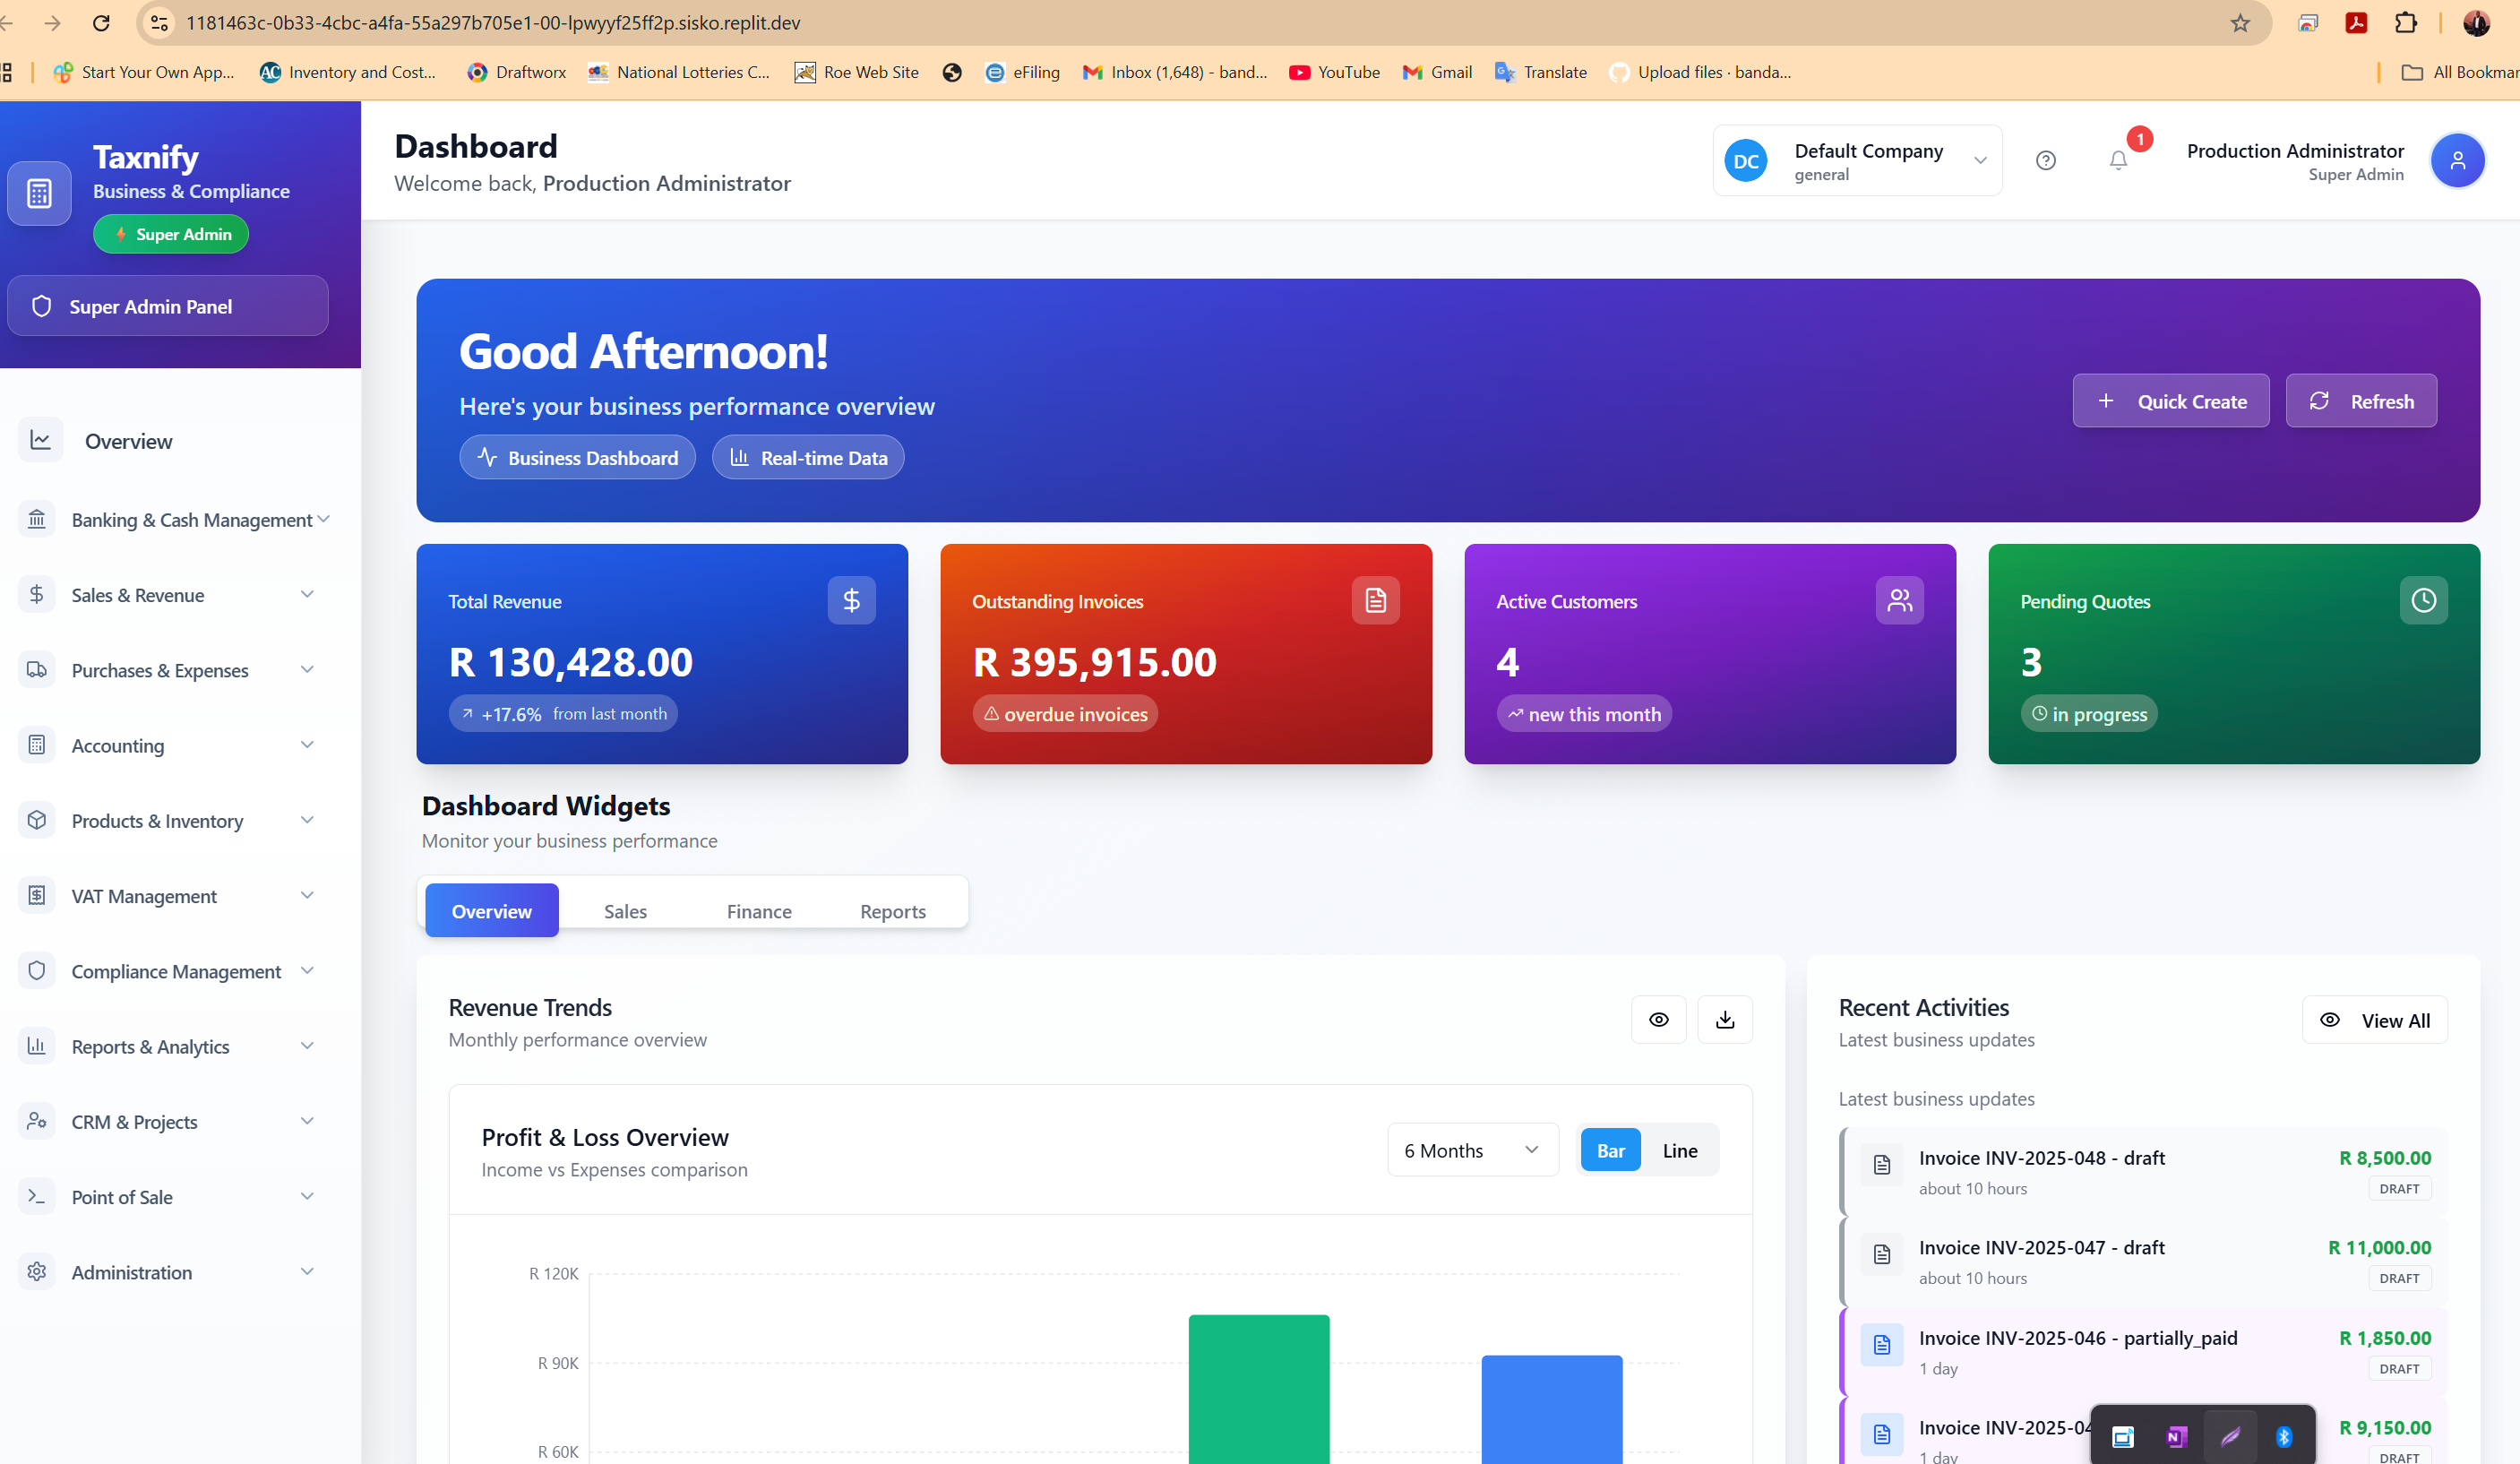 1181463c-0b33-4cbc-a4fa-55a297b705e1-00-lpwyyf25ff2p.sisko.replit.dev
Start Your Own App...
Inventory and Cost...
Draftworx
National Lotteries C...
Roe Web Site
eFiling
Inbox (1,648) - band...
YouTube
Gmail
Translate
Upload files · banda...
All Bookmar
Taxnify
Business & Compliance
Super Admin
Super Admin Panel
Overview
Banking & Cash Management
Sales & Revenue
Purchases & Expenses
Accounting
Products & Inventory
VAT Management
Compliance Management
Reports & Analytics
CRM & Projects
Point of Sale
Administration
Dashboard
Welcome back, Production Administrator
DC
Default Company
general
1
Production Administrator
Super Admin
Good Afternoon!
Here's your business performance overview
Business Dashboard
Real-time Data
Quick Create
Refresh
Total Revenue
R 130,428.00
+17.6% from last month
Outstanding Invoices
R 395,915.00
overdue invoices
Active Customers
4
new this month
Pending Quotes
3
in progress
Dashboard Widgets
Monitor your business performance
Overview
Sales
Finance
Reports
Revenue Trends
Monthly performance overview
Profit & Loss Overview
Income vs Expenses comparison
6 Months
Bar
Line
R 120K
R 90K
R 60K
Recent Activities
Latest business updates
View All
Latest business updates
Invoice INV-2025-048 - draft
R 8,500.00
about 10 hours
DRAFT
Invoice INV-2025-047 - draft
R 11,000.00
about 10 hours
DRAFT
Invoice INV-2025-046 - partially_paid
R 1,850.00
1 day
DRAFT
Invoice INV-2025-04
R 9,150.00
1 day
DRAFT